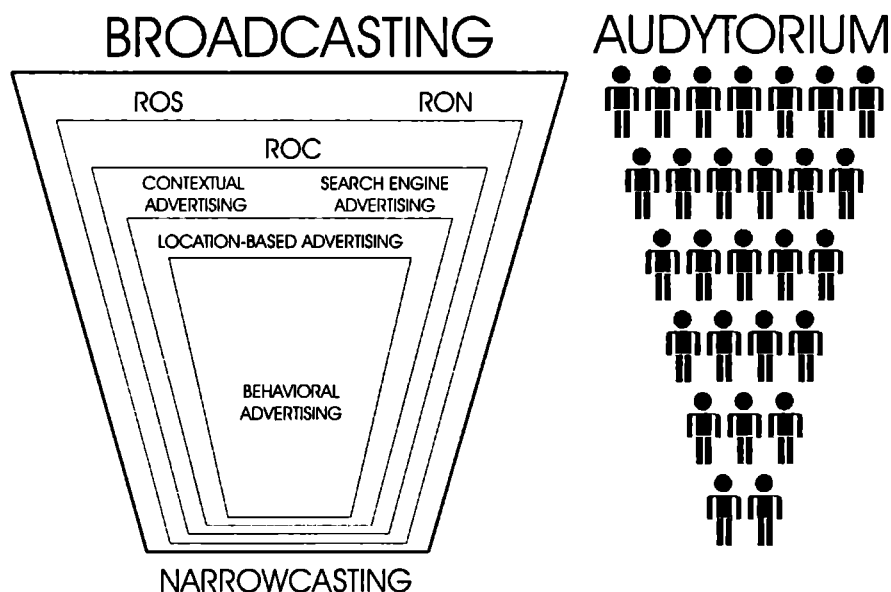 BROADCASTING
AUDYTORIUM
ROS
RON
ROC
CONTEXTUAL
ADVERTISING
SEARCH ENGINE
ADVERTISING
LOCATION-BASED ADVERTISING
BEHAVIORAL
ADVERTISING
NARROWCASTING